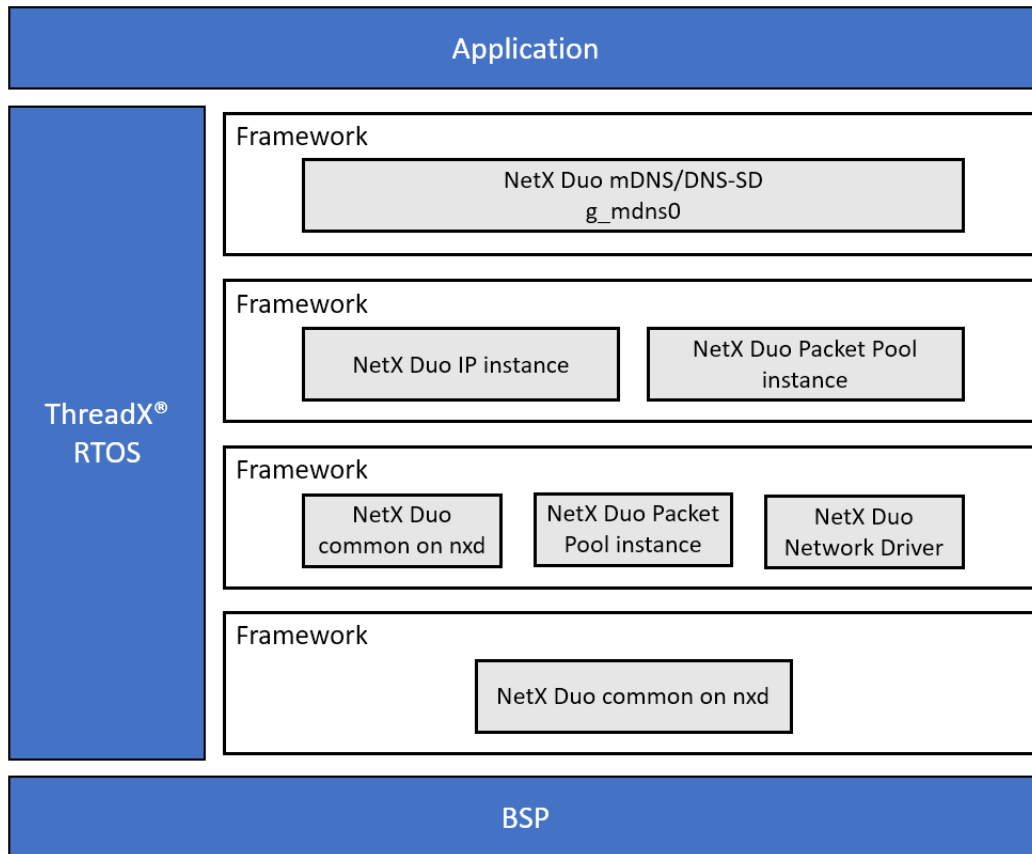 Application
ThreadX®
RTOS
Framework
NetX Duo mDNS/DNS-SD
g_mdns0
Framework
NetX Duo IP instance
NetX Duo Packet Pool
instance
Framework
NetX Duo
common on nxd
NetX Duo Packet
Pool instance
NetX Duo
Network Driver
Framework
NetX Duo common on nxd
BSP